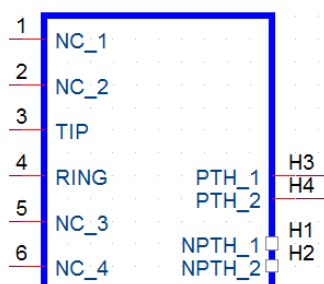 1 NC_1
2 NC_2
3 TIP
4 RING PTH_1 H3
PTH_2 H4
5 NC_3
NPTH_1 H1
6 NC_4 NPTH_2 H2